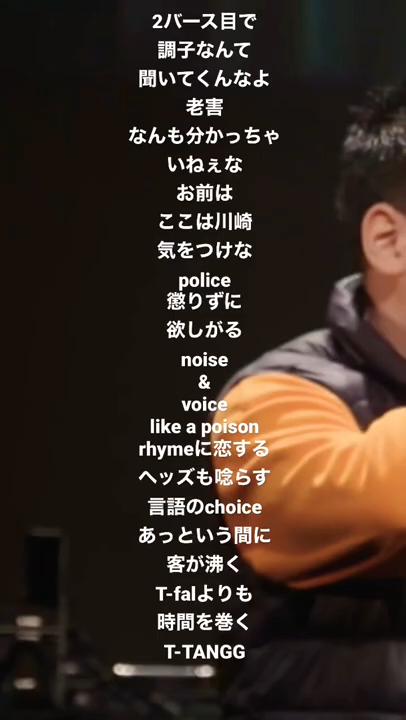 2バース目で
調子なんて
聞いてくんなよ
老害
なんも分かっちゃ
いねぇな
お前は
ここは川崎
気をつけな
police
懲りずに
欲しがる
noise
&
voice
like a poison
rhymeに恋する
ヘッズも唸らす
言語のchoice
あっという間に
客が沸く
T-falよりも
時間を巻く
T-TANGG